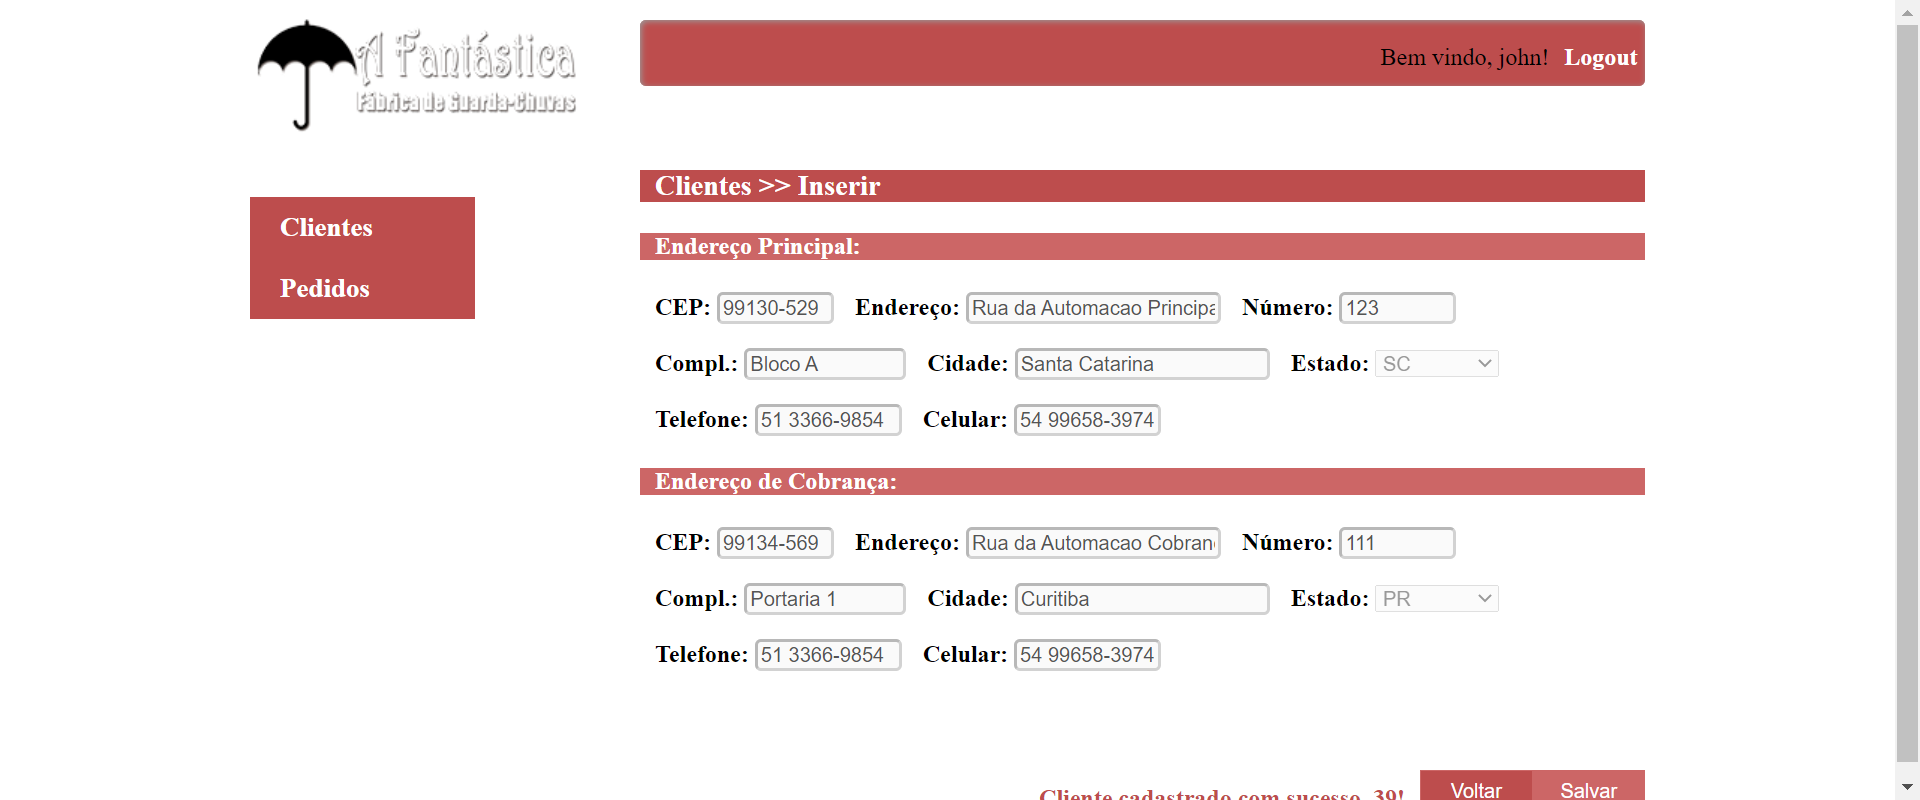 A Fantástica
Fábrica de Guarda-Chuvas
Bem vindo, john! Logout
Clientes
Pedidos
Clientes >> Inserir
Endereço Principal:
CEP: 99130-529 Endereço: Rua da Automacao Principa Número: 123
Compl.: Bloco A Cidade: Santa Catarina Estado: SC
Telefone: 51 3366-9854 Celular: 54 99658-3974
Endereço de Cobrança:
CEP: 99134-569 Endereço: Rua da Automacao Cobran Número: 111
Compl.: Portaria 1 Cidade: Curitiba Estado: PR
Telefone: 51 3366-9854 Celular: 54 99658-3974
Cliente cadastrado com sucesso, 39! Voltar Salvar